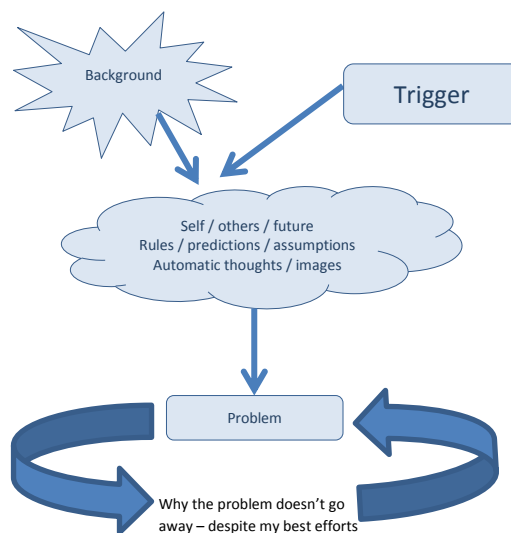 Background
Trigger
Self / others / future
Rules / predictions / assumptions
Automatic thoughts / images
Problem
Why the problem doesn’t go
away – despite my best efforts